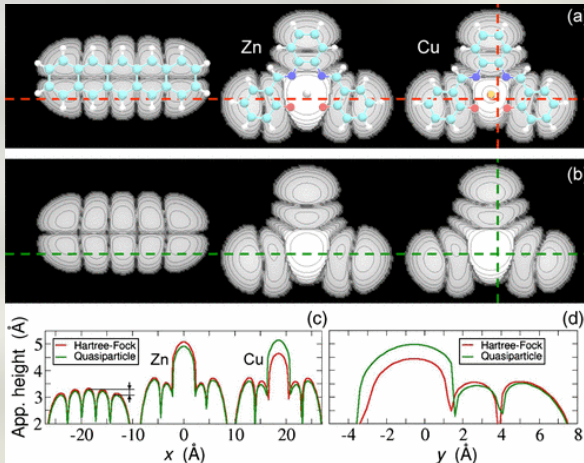 (a)
Zn
Cu
(b)
(c)
(d)
App. height (Å)
5
4
3
2
Hartree-Fock
Quasiparticle
Zn
Cu
-20
-10
0
10
20
x (Å)
Hartree-Fock
Quasiparticle
-4
-2
0
2
4
6
8
y (Å)